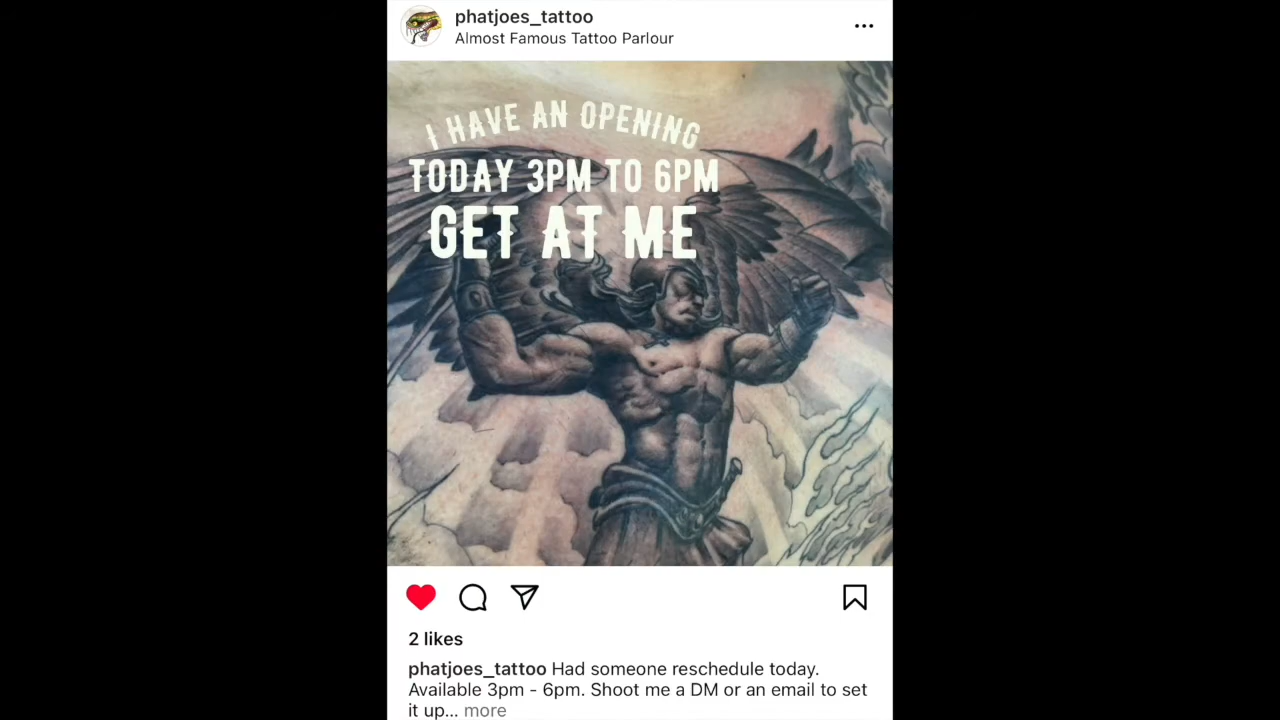 phatjoes_tattoo
Almost Famous Tattoo Parlour
I HAVE AN OPENING
TODAY 3PM TO 6PM
GET AT ME
2 likes
phatjoes_tattoo Had someone reschedule today.
Available 3pm - 6pm. Shoot me a DM or an email to set
it up... more